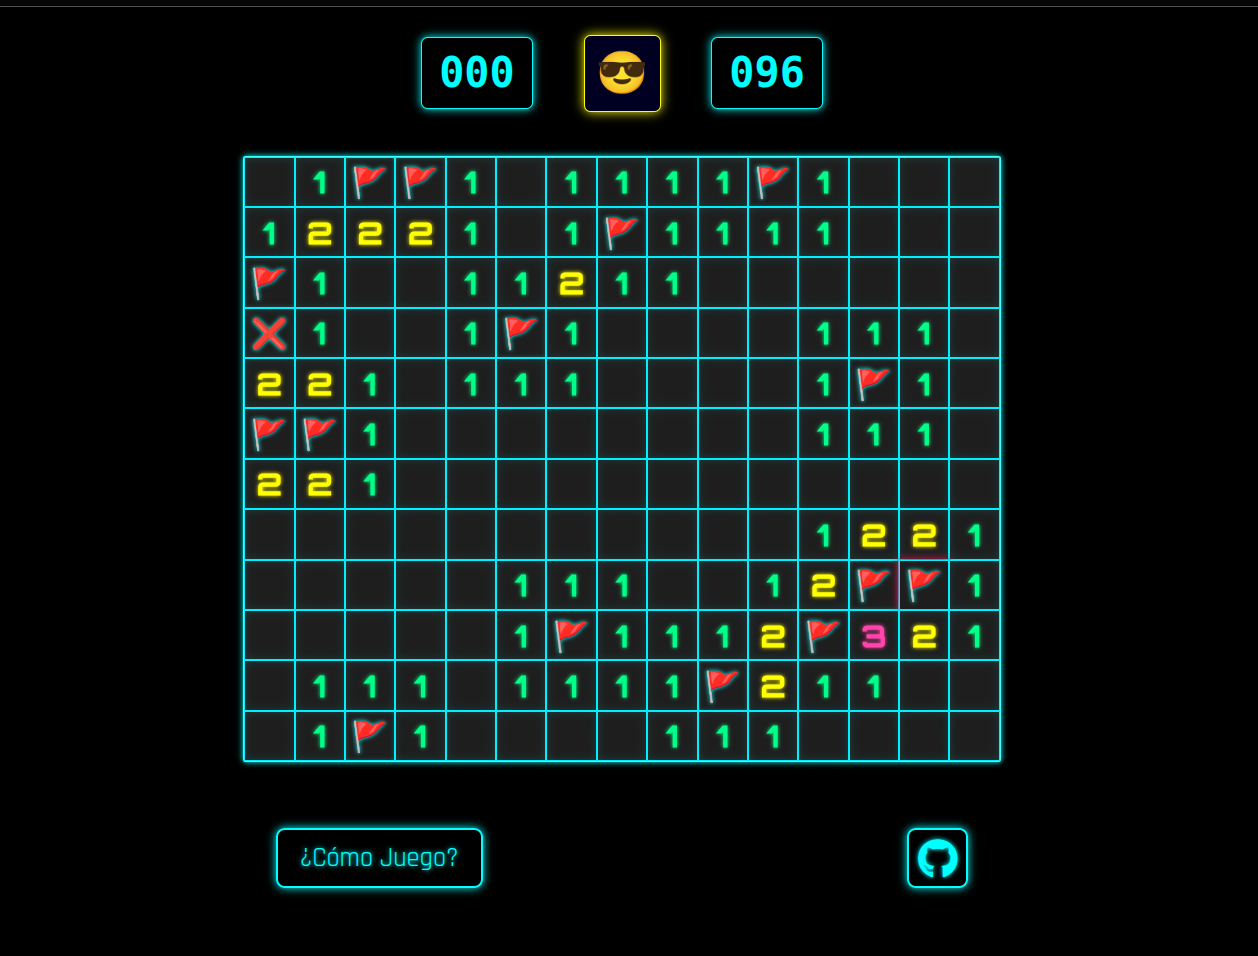 000 096
1 1 1 1 1 1 1 1
1 2 2 2 1 1 1 1 1 1
1 1 1 2 1 1
1 1 1 1 1 1
2 2 1 1 1 1 1 1
1 1 1 1
2 2 1
1 2 2 1
1 1 1 1 2 1
1 1 1 1 2 3 2 1
1 1 1 1 1 1 1 2 1 1
1 1 1 1 1
¿Cómo Juego?